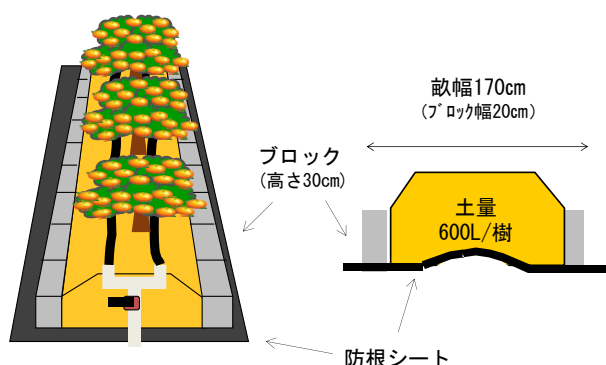 畝幅170cm
(ﾌﾞﾛｯｸ幅20cm)
ブロック
(高さ30cm)
土量
600L/樹
防根シート